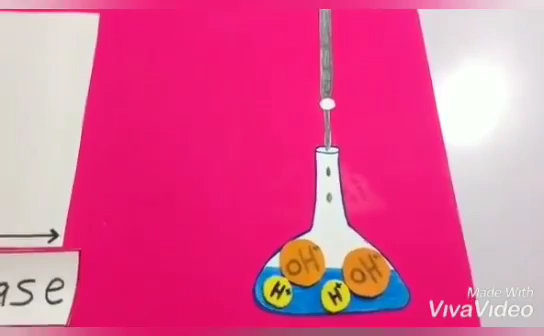 OH⁻
OH⁻
H⁺
H⁺
ase
Made With
VivaVideo